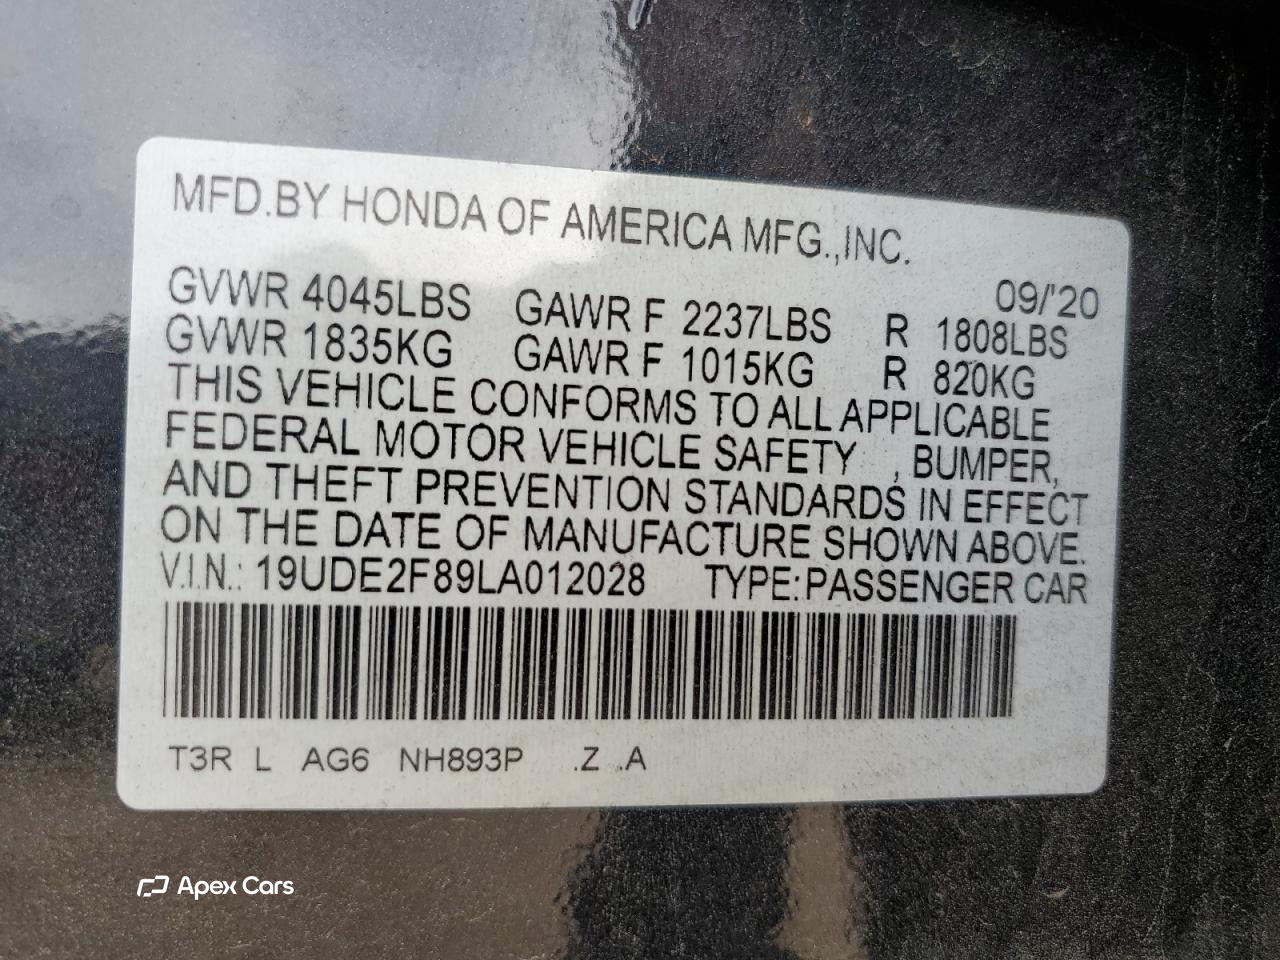 MFD.BY HONDA OF AMERICA MFG.,INC.
09/'20
GVWR 4045LBS GAWR F 2237LBS R 1808LBS
GVWR 1835KG GAWR F 1015KG R 820KG
THIS VEHICLE CONFORMS TO ALL APPLICABLE
FEDERAL MOTOR VEHICLE SAFETY , BUMPER,
AND THEFT PREVENTION STANDARDS IN EFFECT
ON THE DATE OF MANUFACTURE SHOWN ABOVE.
V.I.N.: 19UDE2F89LA012028 TYPE:PASSENGER CAR
T3R L AG6 NH893P .Z .A
Apex Cars